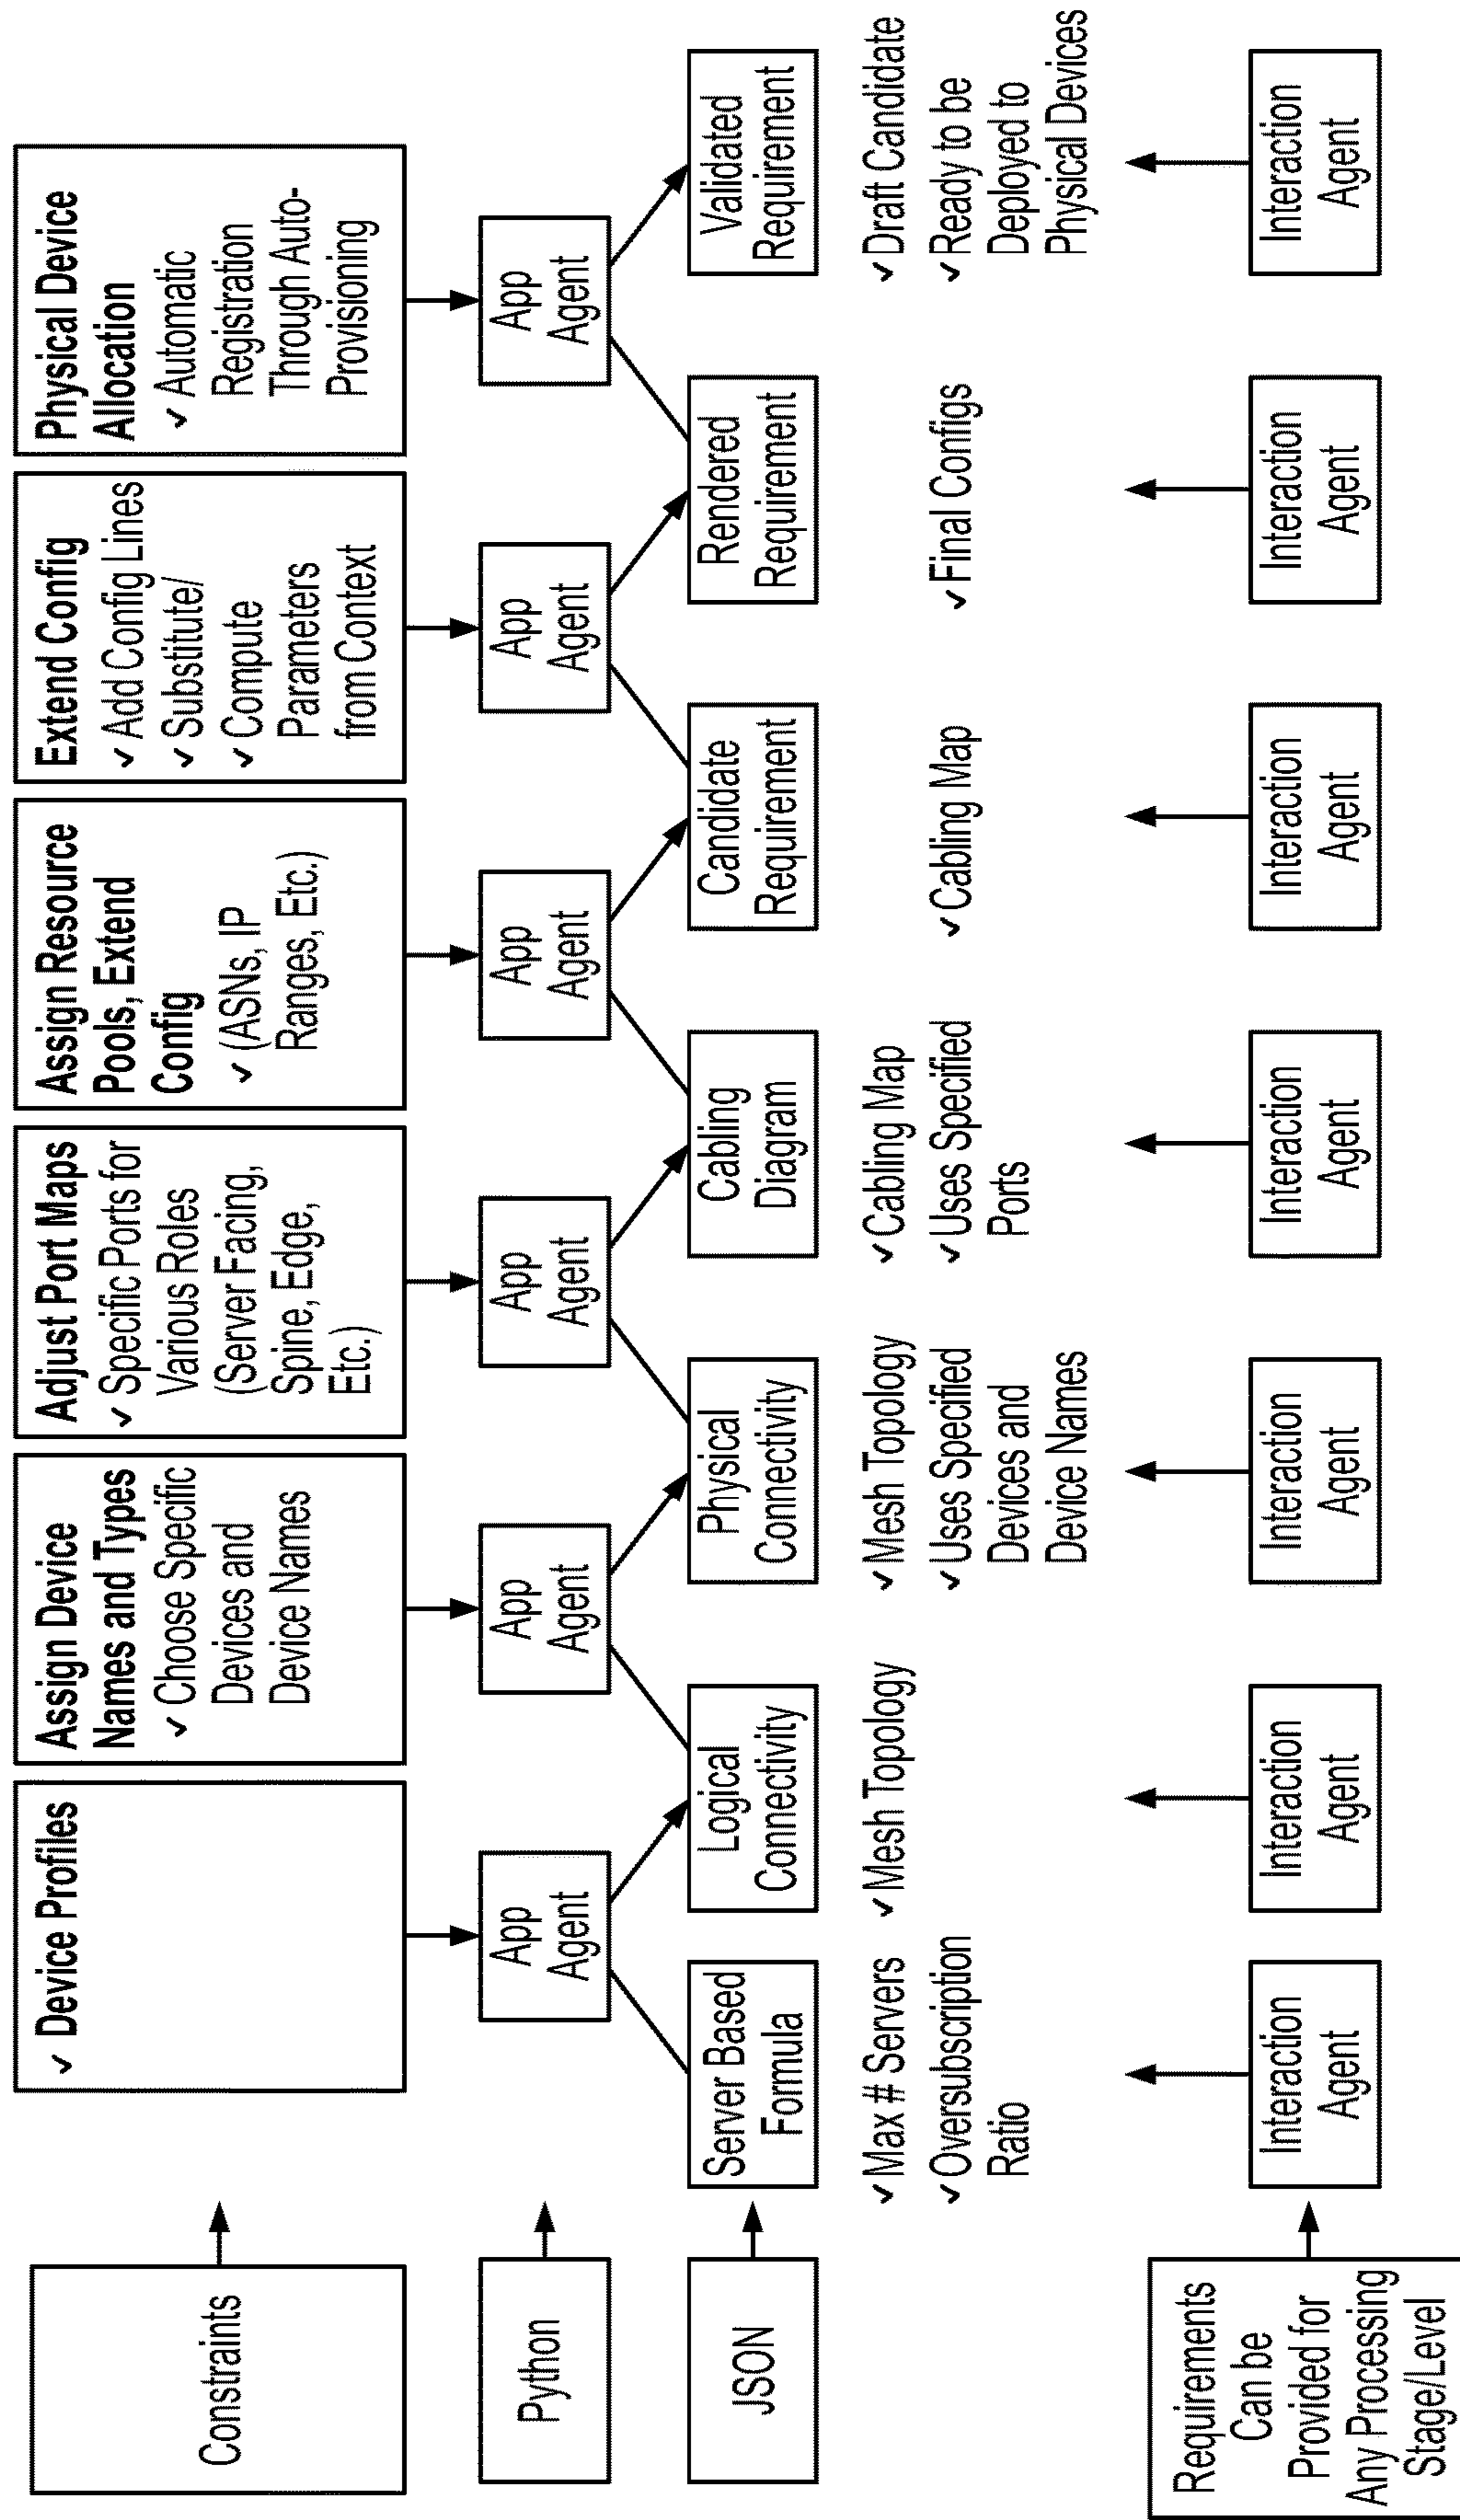 Constraints
✓ Device Profiles
Assign Device
Names and Types
✓ Choose Specific
Devices and
Device Names
Adjust Port Maps
✓ Specific Ports for
Various Roles
(Server Facing,
Spine, Edge,
Etc.)
Assign Resource
Pools, Extend
Config
✓ (ASNs, IP
Ranges, Etc.)
Extend Config
✓ Add Config Lines
✓ Substitute/
✓ Compute
Parameters
from Context
Physical Device
Allocation
✓ Automatic
Registration
Through Auto-
Provisioning
Python
App
Agent
App
Agent
App
Agent
App
Agent
App
Agent
App
Agent
JSON
Server Based
Formula
Logical
Connectivity
Physical
Connectivity
Cabling
Diagram
Candidate
Requirement
Rendered
Requirement
Validated
Requirement
✓ Max # Servers
✓ Oversubscription
Ratio
✓ Mesh Topology
✓ Mesh Topology
✓ Uses Specified
Devices and
Device Names
✓ Cabling Map
✓ Uses Specified
Ports
✓ Cabling Map
✓ Final Configs
✓ Draft Candidate
✓ Ready to be
Deployed to
Physical Devices
Requirements
Can be
Provided for
Any Processing
Stage/Level
Interaction
Agent
Interaction
Agent
Interaction
Agent
Interaction
Agent
Interaction
Agent
Interaction
Agent
Interaction
Agent